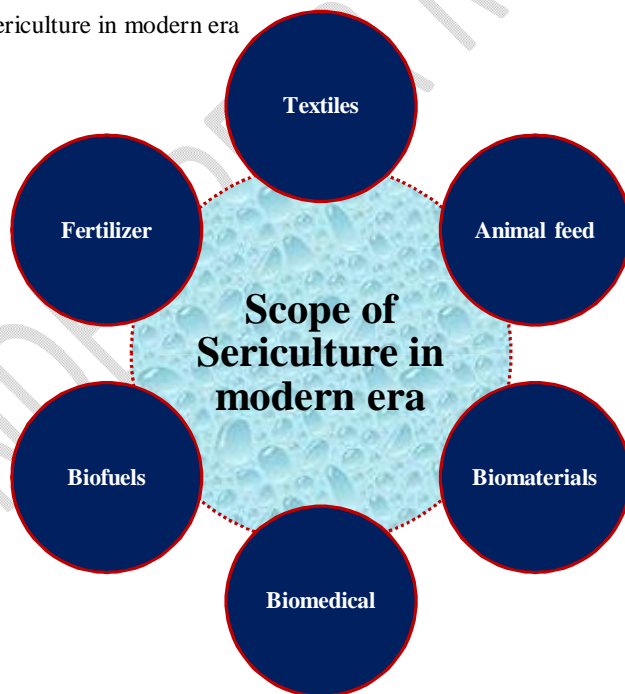 ericulture in modern era
Textiles
Fertilizer
Animal feed
Scope of
Sericulture in
modern era
Biofuels
Biomaterials
Biomedical